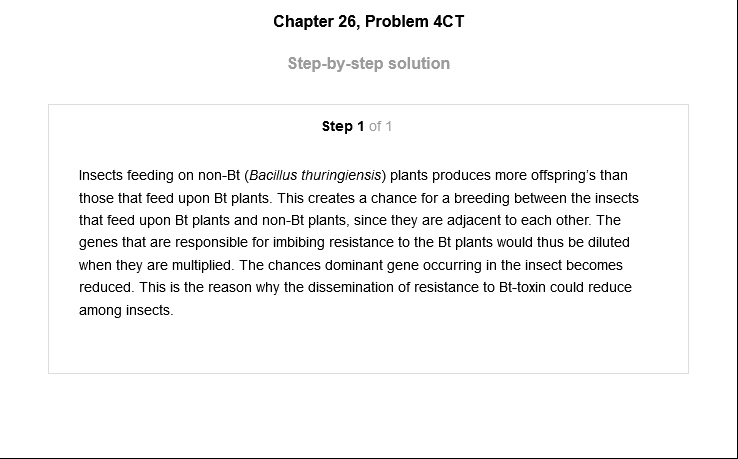 Chapter 26, Problem 4CT
Step-by-step solution
Step 1 of 1
Insects feeding on non-Bt (Bacillus thuringiensis) plants produces more offspring's than
those that feed upon Bt plants. This creates a chance for a breeding between the insects
that feed upon Bt plants and non-Bt plants, since they are adjacent to each other. The
genes that are responsible for imbibing resistance to the Bt plants would thus be diluted
when they are multiplied. The chances dominant gene occurring in the insect becomes
reduced. This is the reason why the dissemination of resistance to Bt-toxin could reduce
among insects.